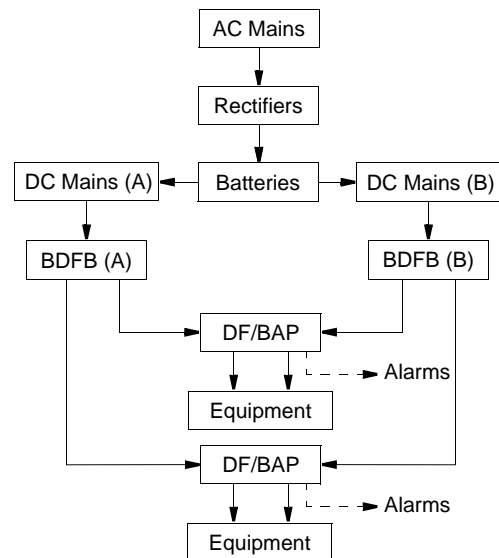 AC Mains
Rectifiers
DC Mains (A)
Batteries
DC Mains (B)
BDFB (A)
BDFB (B)
DF/BAP
Alarms
Equipment
DF/BAP
Alarms
Equipment